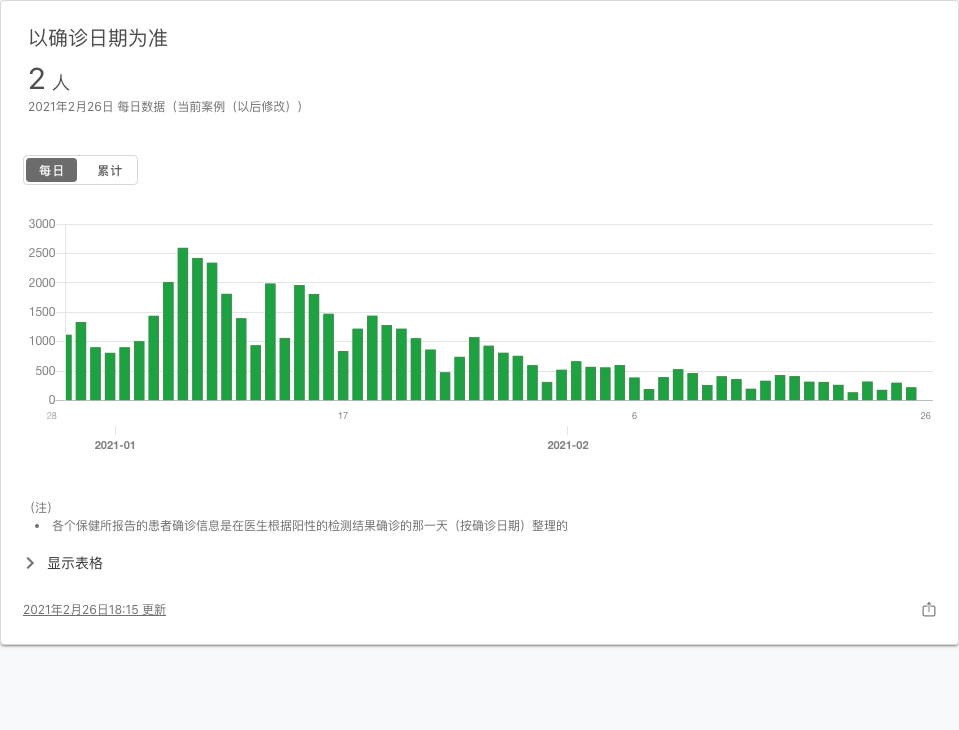 以确诊日期为准
2 人
2021年2月26日 每日数据（当前案例（以后修改））
每日 累计
3000
2500
2000
1500
1000
500
0
28 17 6 26
2021-01 2021-02
（注）
• 各个保健所报告的患者确诊信息是在医生根据阳性的检测结果确诊的那一天（按确诊日期）整理的
显示表格
2021年2月26日18:15 更新